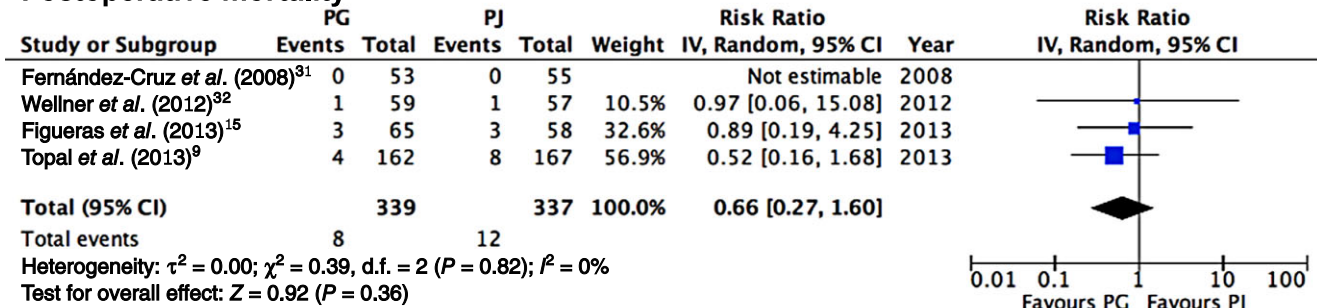 Postoperative mortality
PG PJ Risk Ratio Risk Ratio
Study or Subgroup Events Total Events Total Weight IV, Random, 95% CI Year IV, Random, 95% CI
Fernández-Cruz et al. (2008)³¹ 0 53 0 55 Not estimable 2008
Wellner et al. (2012)³² 1 59 1 57 10.5% 0.97 [0.06, 15.08] 2012
Figueras et al. (2013)¹⁵ 3 65 3 58 32.6% 0.89 [0.19, 4.25] 2013
Topal et al. (2013)⁹ 4 162 8 167 56.9% 0.52 [0.16, 1.68] 2013
Total (95% CI) 339 337 100.0% 0.66 [0.27, 1.60]
Total events 8 12
Heterogeneity: τ² = 0.00; χ² = 0.39, d.f. = 2 (P = 0.82); I² = 0%
Test for overall effect: Z = 0.92 (P = 0.36)
0.01 0.1 1 10 100
Favours PG Favours PJ